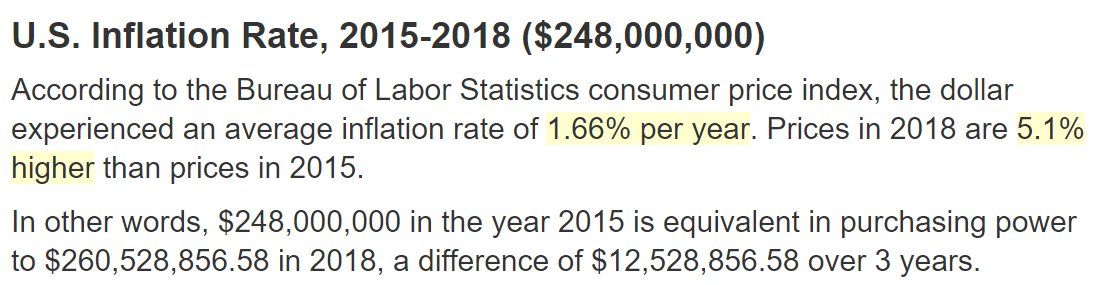 U.S. Inflation Rate, 2015-2018 ($248,000,000)
According to the Bureau of Labor Statistics consumer price index, the dollar
experienced an average inflation rate of 1.66% per year. Prices in 2018 are 5.1%
higher than prices in 2015.
In other words, $248,000,000 in the year 2015 is equivalent in purchasing power
to $260,528,856.58 in 2018, a difference of $12,528,856.58 over 3 years.